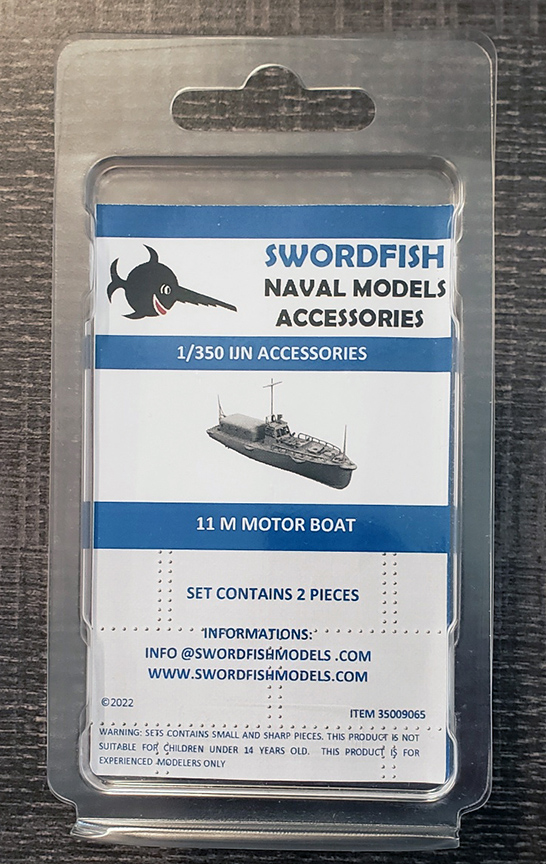 SWORDFISH
NAVAL MODELS
ACCESSORIES
1/350 IJN ACCESSORIES
11 M MOTOR BOAT
SET CONTAINS 2 PIECES
INFORMATIONS:
INFO @SWORDFISHMODELS .COM
WWW.SWORDFISHMODELS.COM
©2022
ITEM 35009065
WARNING: SETS CONTAINS SMALL AND SHARP PIECES. THIS PRODUCT IS NOT
SUITABLE FOR CHILDREN UNDER 14 YEARS OLD. THIS PRODUCT IS FOR
EXPERIENCED MODELERS ONLY